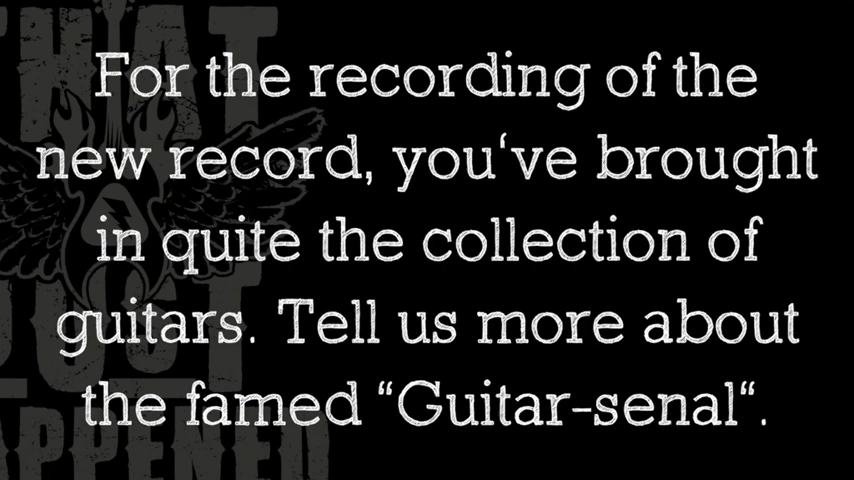 THAT
For the recording of the
new record, you‘ve brought
in quite the collection of
guitars. Tell us more about
the famed “Guitar-senal“.